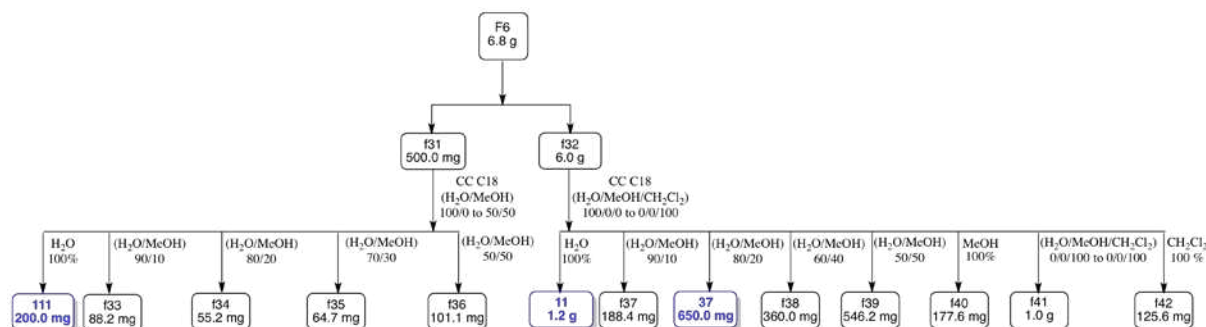 F6
6.8 g
f31
500.0 mg
f32
6.0 g
CC C18
(H₂O/MeOH)
100/0 to 50/50
CC C18
(H₂O/MeOH/CH₂Cl₂)
100/0/0 to 0/0/100
H₂O
100%
(H₂O/MeOH)
90/10
(H₂O/MeOH)
80/20
(H₂O/MeOH)
70/30
(H₂O/MeOH)
50/50
H₂O
100%
(H₂O/MeOH)
90/10
(H₂O/MeOH)
80/20
(H₂O/MeOH)
60/40
(H₂O/MeOH)
50/50
MeOH
100%
(H₂O/MeOH/CH₂Cl₂)
0/0/100 to 0/0/100
CH₂Cl₂
100 %
111
200.0 mg
f33
88.2 mg
f34
55.2 mg
f35
64.7 mg
f36
101.1 mg
11
1.2 g
f37
188.4 mg
37
650.0 mg
f38
360.0 mg
f39
546.2 mg
f40
177.6 mg
f41
1.0 g
f42
125.6 mg